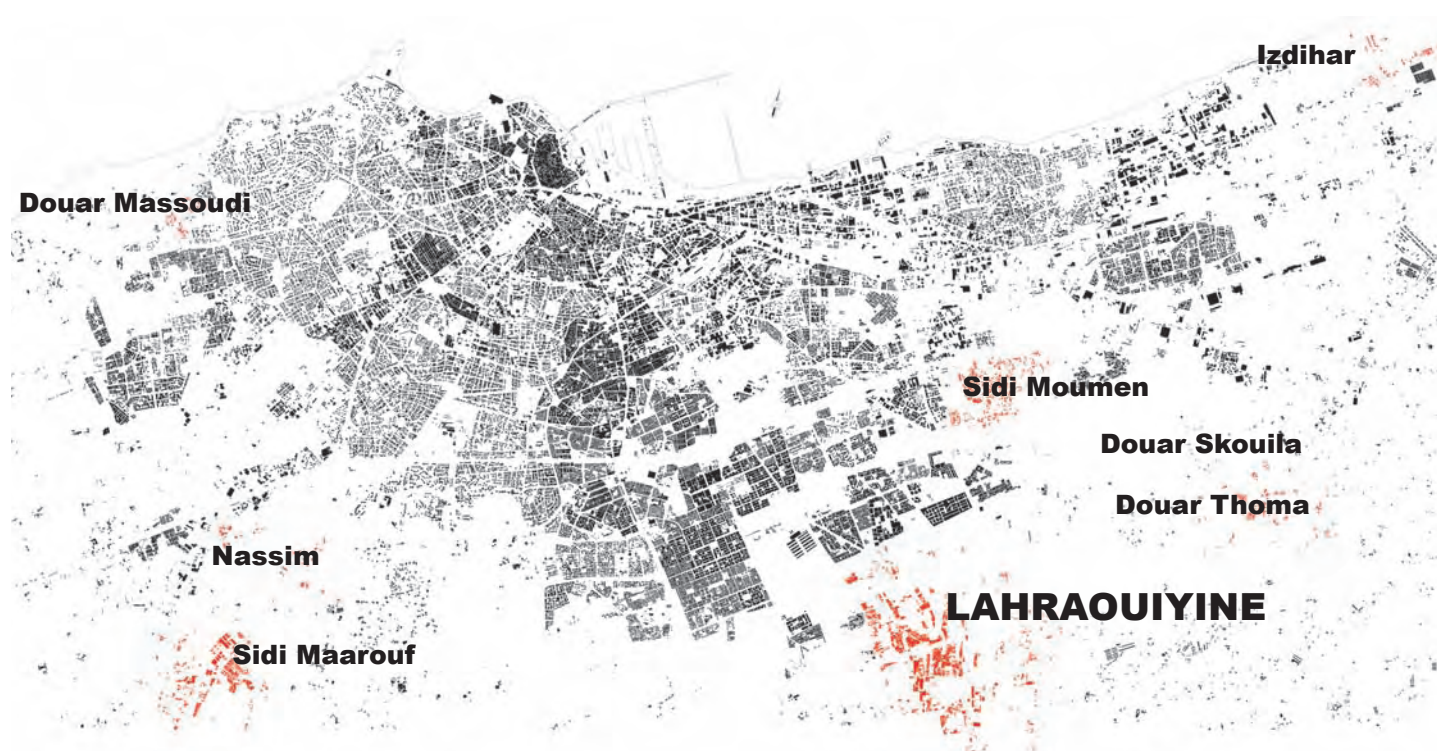 Izdihar
Douar Massoudi
Sidi Moumen
Douar Skouila
Douar Thoma
Nassim
LAHRAOUIYINE
Sidi Maarouf